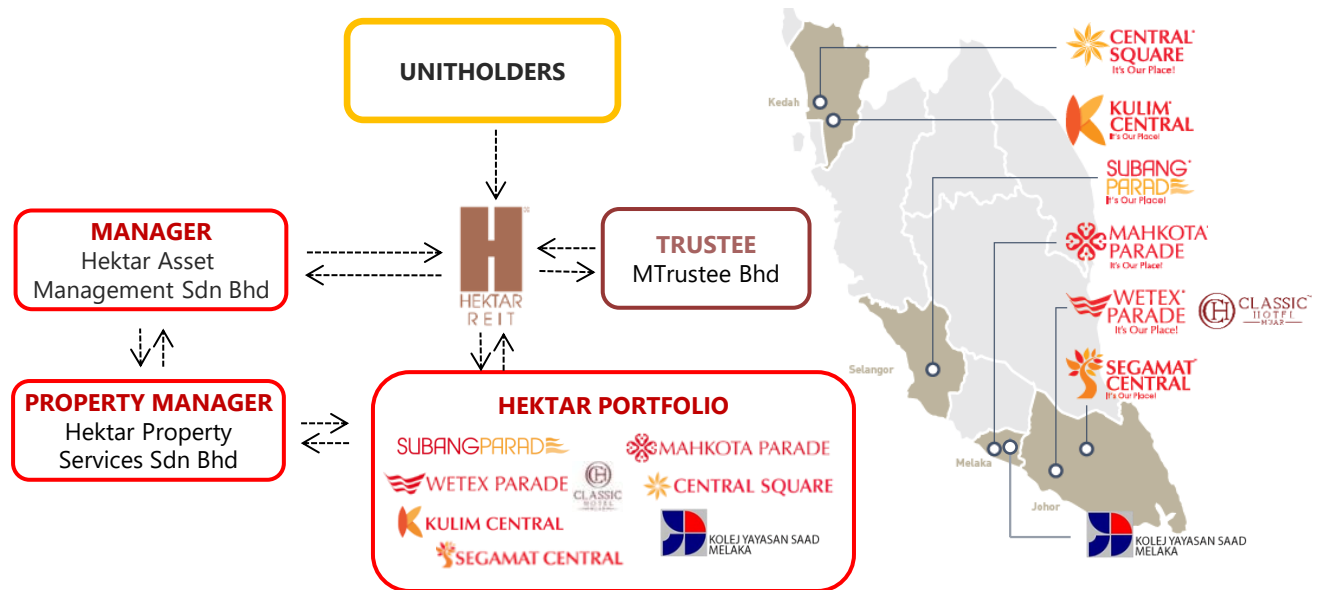 UNITHOLDERS
MANAGER
Hektar Asset
Management Sdn Bhd
HEKTAR
REIT
TRUSTEE
MTrustee Bhd
PROPERTY MANAGER
Hektar Property
Services Sdn Bhd
HEKTAR PORTFOLIO
SUBANGPARADE
MAHKOTA PARADE
WETEX PARADE
CLASSIC
HOTEL
CENTRAL SQUARE
KULIM CENTRAL
KOLEJ YAYASAN SAAD
MELAKA
SEGAMAT CENTRAL
Kedah
Selangor
Melaka
Johor
CENTRAL
SQUARE
It's Our Place!
KULIM
CENTRAL
It's Our Place!
SUBANG
PARADE
It's Our Place!
MAHKOTA
PARADE
It's Our Place!
WETEX
PARADE
It's Our Place!
CLASSIC
HOTEL
MUAR
SEGAMAT
CENTRAL
It's Our Place!
KOLEJ YAYASAN SAAD
MELAKA